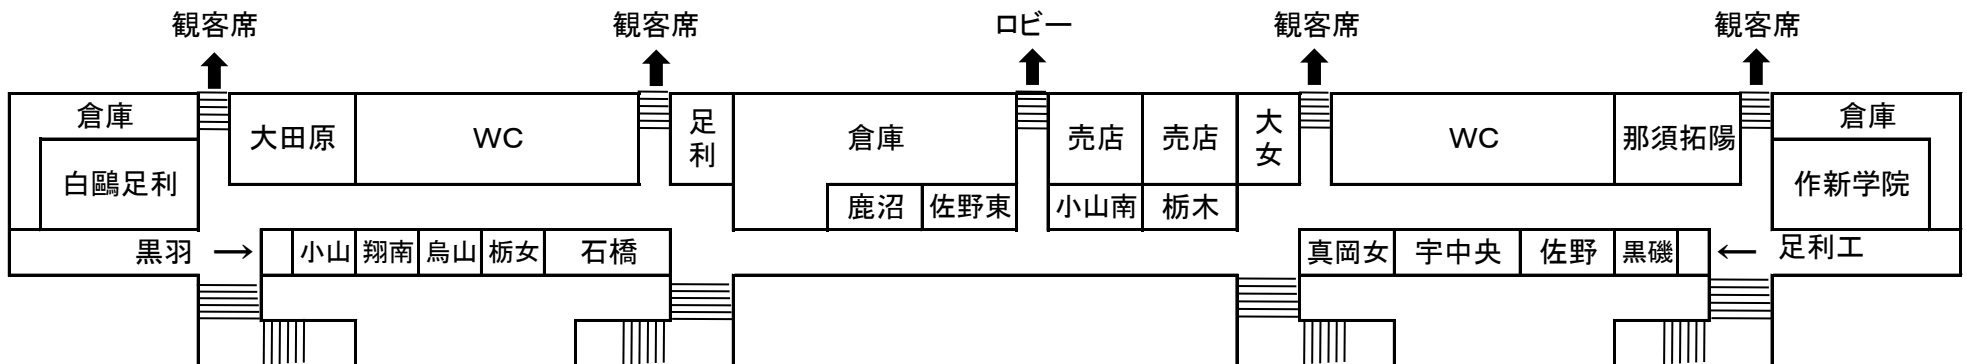 観客席
観客席
ロビー
観客席
観客席
倉庫
大田原
WC
足利
倉庫
売店
売店
大女
WC
那須拓陽
倉庫
白鷗足利
鹿沼
佐野東
小山南
栃木
作新学院
黒羽 →
小山
翔南
烏山
栃女
石橋
真岡女
宇中央
佐野
黒磯
← 足利工